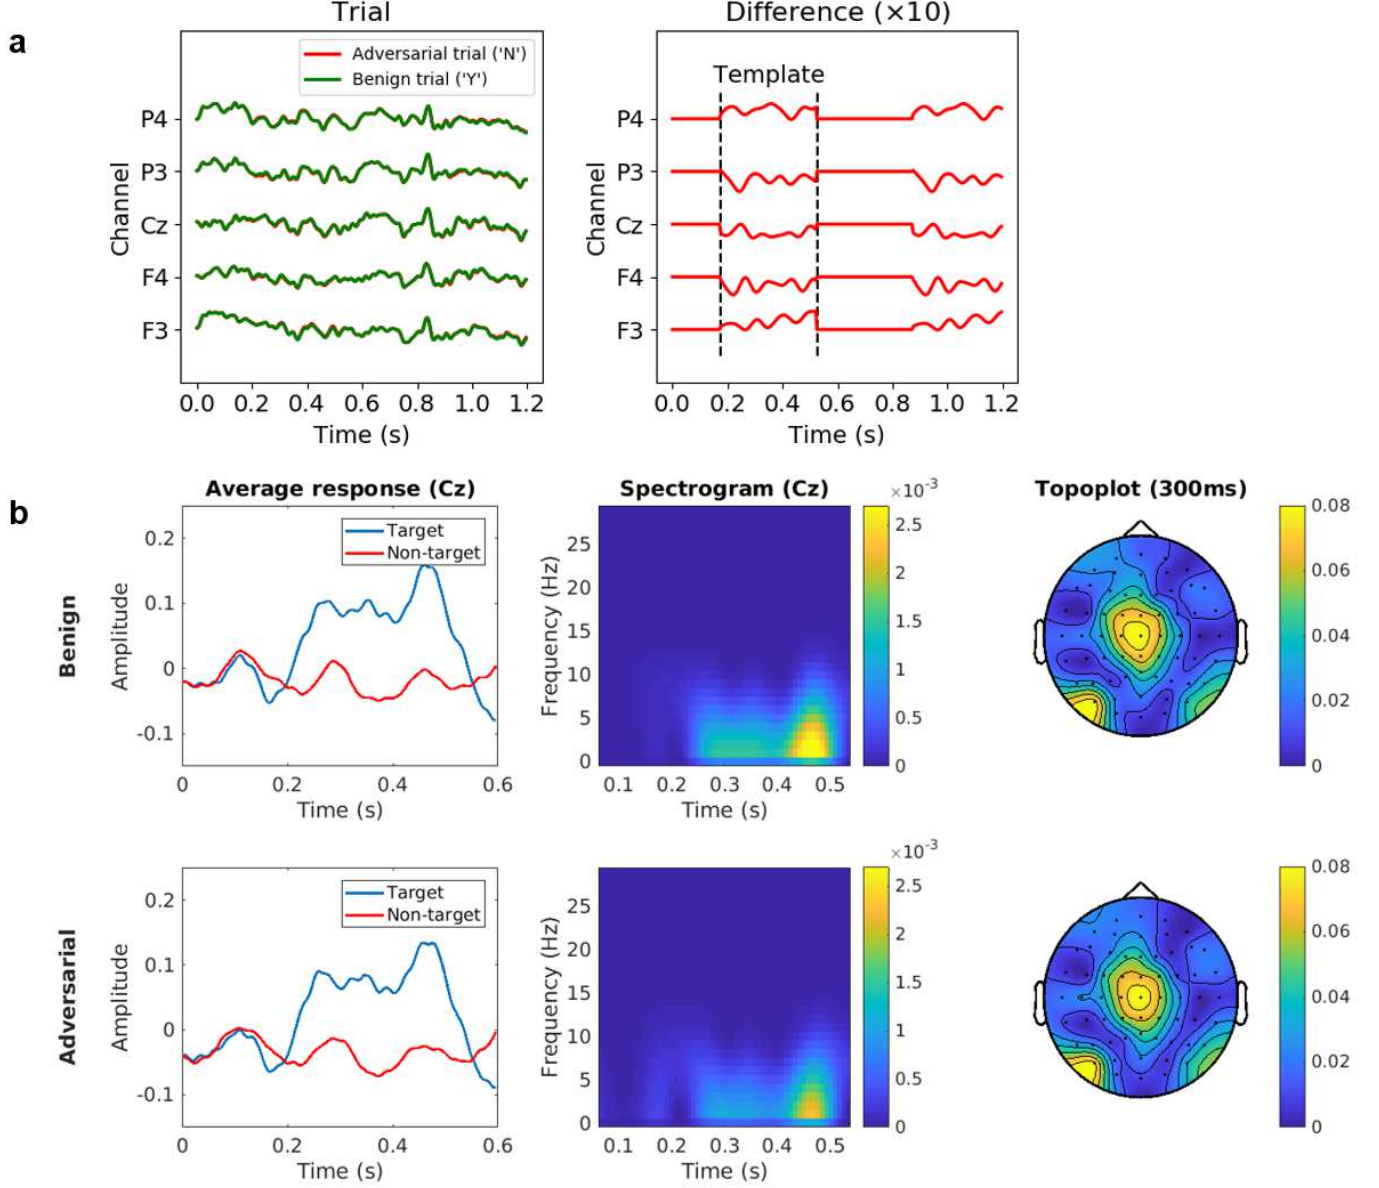 a
Trial
Difference (×10)
Adversarial trial ('N')
Benign trial ('Y')
Template
Channel
P4
P3
Cz
F4
F3
0.0 0.2 0.4 0.6 0.8 1.0 1.2
Time (s)
Channel
P4
P3
Cz
F4
F3
0.0 0.2 0.4 0.6 0.8 1.0 1.2
Time (s)
b
Benign
Average response (Cz)
Target
Non-target
Amplitude
0.2
0.1
0
-0.1
0 0.2 0.4 0.6
Time (s)
Spectrogram (Cz)
Frequency (Hz)
25
20
15
10
5
0
0.1 0.2 0.3 0.4 0.5
Time (s)
×10-3
2.5
2
1.5
1
0.5
0
Topoplot (300ms)
0.08
0.06
0.04
0.02
0
Adversarial
Target
Non-target
Amplitude
0.2
0.1
0
-0.1
0 0.2 0.4 0.6
Time (s)
Frequency (Hz)
25
20
15
10
5
0
0.1 0.2 0.3 0.4 0.5
Time (s)
×10-3
2.5
2
1.5
1
0.5
0
0.08
0.06
0.04
0.02
0